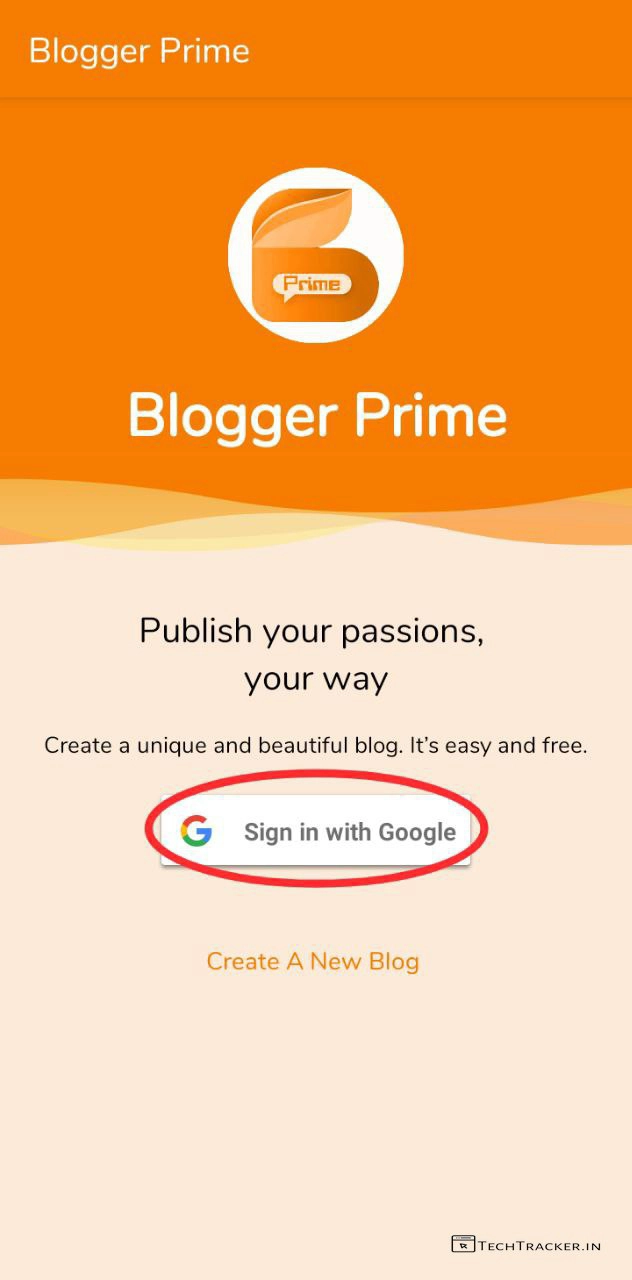 Blogger Prime
Prime
Blogger Prime
Publish your passions,
your way
Create a unique and beautiful blog. It's easy and free.
Sign in with Google
Create A New Blog
TECHTRACKER.IN